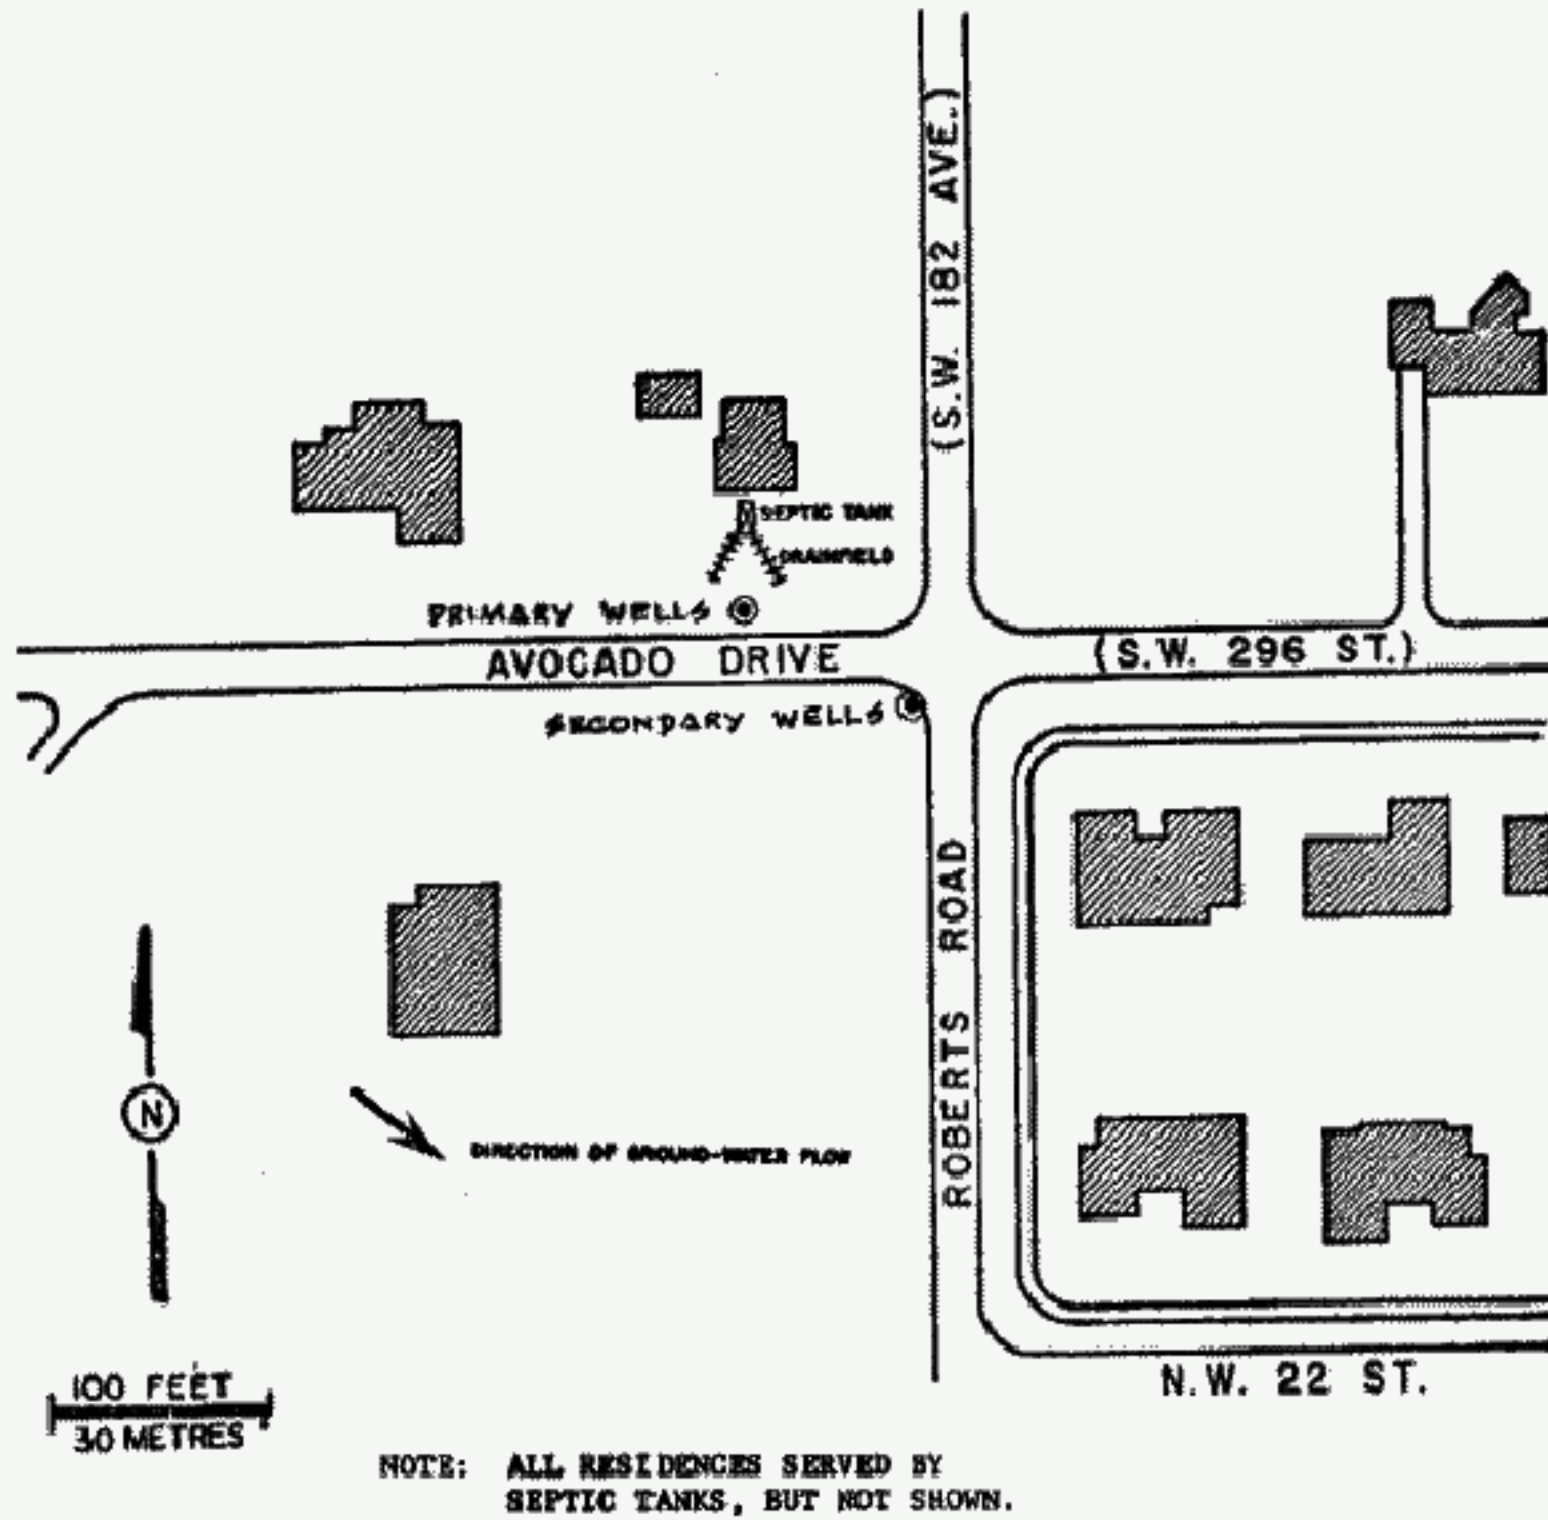 (S.W. 182 AVE.)
SEPTIC TANK
DRAINFIELD
PRIMARY WELLS
AVOCADO DRIVE
(S.W. 296 ST.)
SECONDARY WELLS
ROBERTS ROAD
N
DIRECTION OF GROUND-WATER FLOW
100 FEET
30 METRES
N.W. 22 ST.
NOTE: ALL RESIDENCES SERVED BY
SEPTIC TANKS, BUT NOT SHOWN.